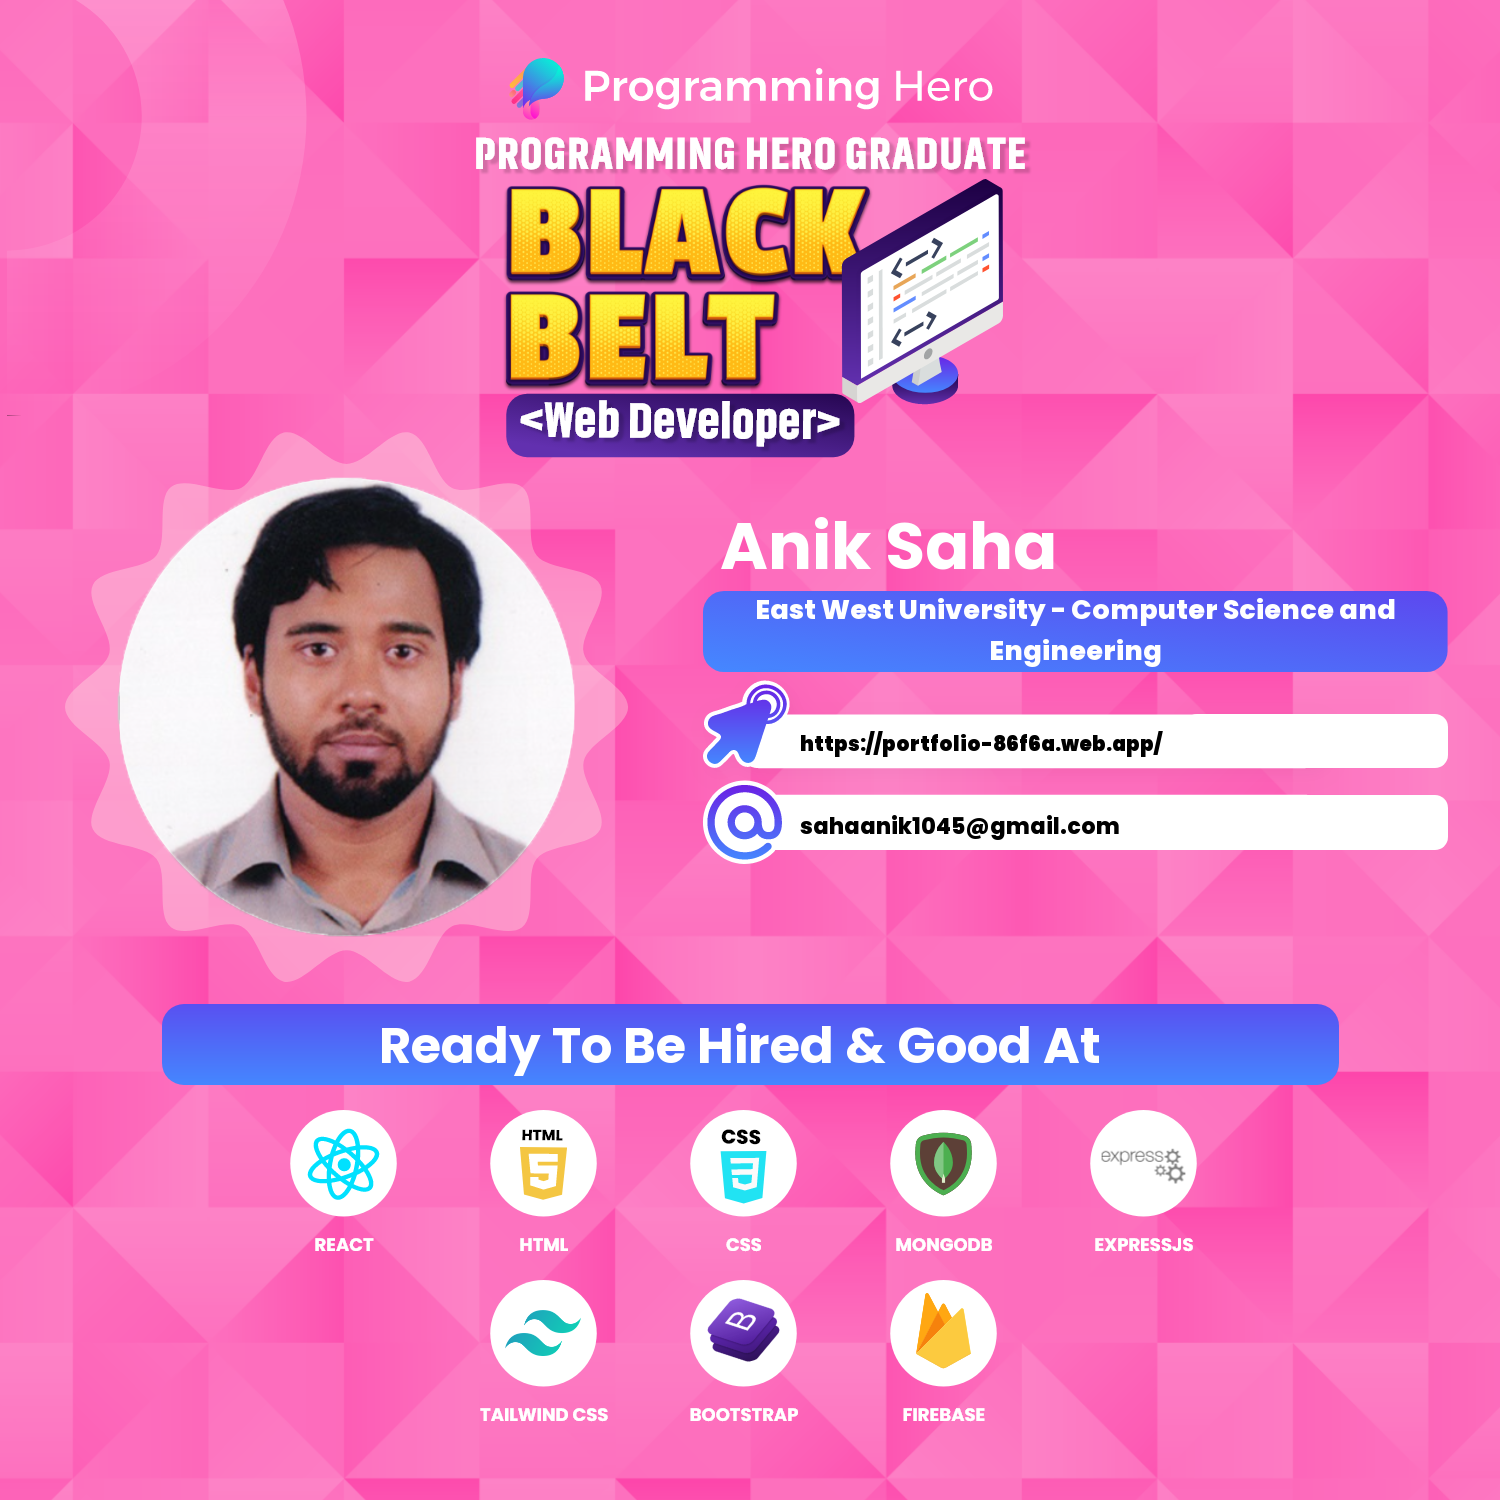 Programming Hero
PROGRAMMING HERO GRADUATE
BLACK
BELT
<Web Developer>
Anik Saha
East West University - Computer Science and
Engineering
https://portfolio-86f6a.web.app/
sahaanik1045@gmail.com
Ready To Be Hired & Good At
HTML
5
CSS
3
express
REACT
HTML
CSS
MONGODB
EXPRESSJS
B
TAILWIND CSS
BOOTSTRAP
FIREBASE